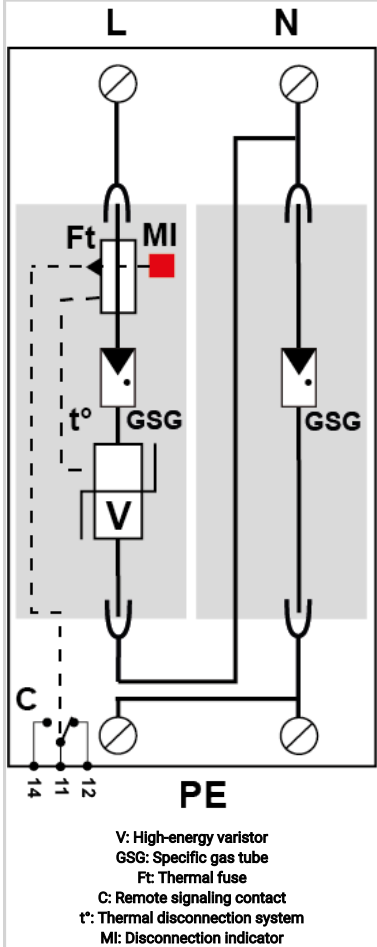 L N
Ft MI
t° GSG GSG
V
C
14 11 12
PE
V: High-energy varistor
GSG: Specific gas tube
Ft: Thermal fuse
C: Remote signaling contact
t°: Thermal disconnection system
MI: Disconnection indicator